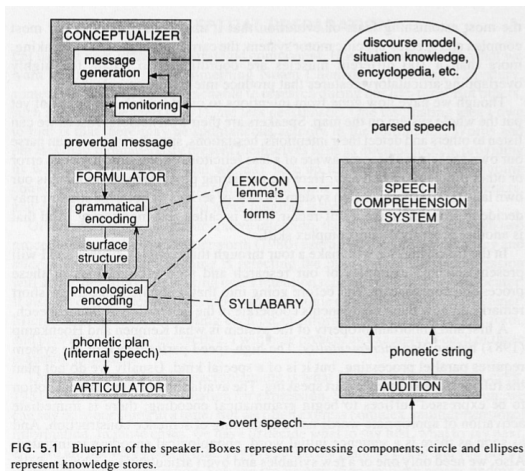 CONCEPTUALIZER
message
generation
monitoring
discourse model,
situation knowledge,
encyclopedia, etc.
parsed speech
preverbal message
FORMULATOR
grammatical
encoding
surface
structure
phonological
encoding
LEXICON
lemma's
forms
SYLLABARY
SPEECH
COMPREHENSION
SYSTEM
phonetic plan
(internal speech)
phonetic string
ARTICULATOR
AUDITION
overt speech
FIG. 5.1 Blueprint of the speaker. Boxes represent processing components; circle and ellipses
represent knowledge stores.